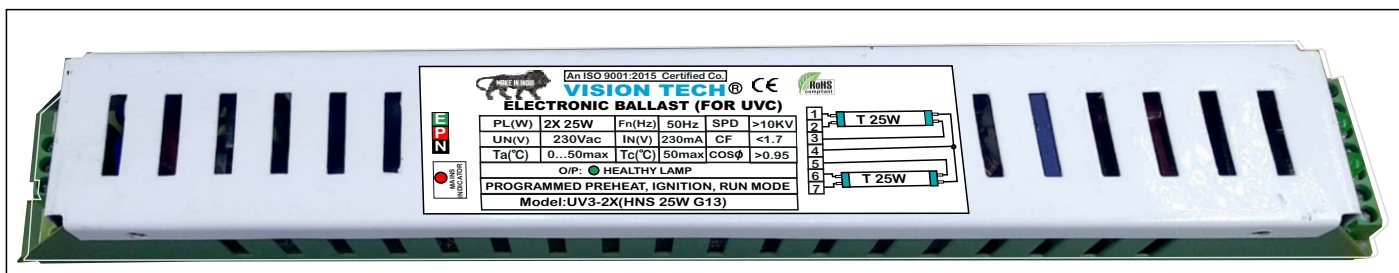 MAKE IN INDIA
An ISO 9001:2015 Certified Co.
VISION TECH® CE
RoHS
compliant
ELECTRONIC BALLAST (FOR UVC)
E
P
N
MAINS
INDICATOR
PL(W) 2X 25W Fn(Hz) 50Hz SPD >10KV
UN(V) 230Vac IN(V) 230mA CF <1.7
Ta(°C) 0...50max Tc(°C) 50max COSϕ >0.95
O/P: HEALTHY LAMP
PROGRAMMED PREHEAT, IGNITION, RUN MODE
Model:UV3-2X(HNS 25W G13)
1
2
3
4
5
6
7
T 25W
T 25W